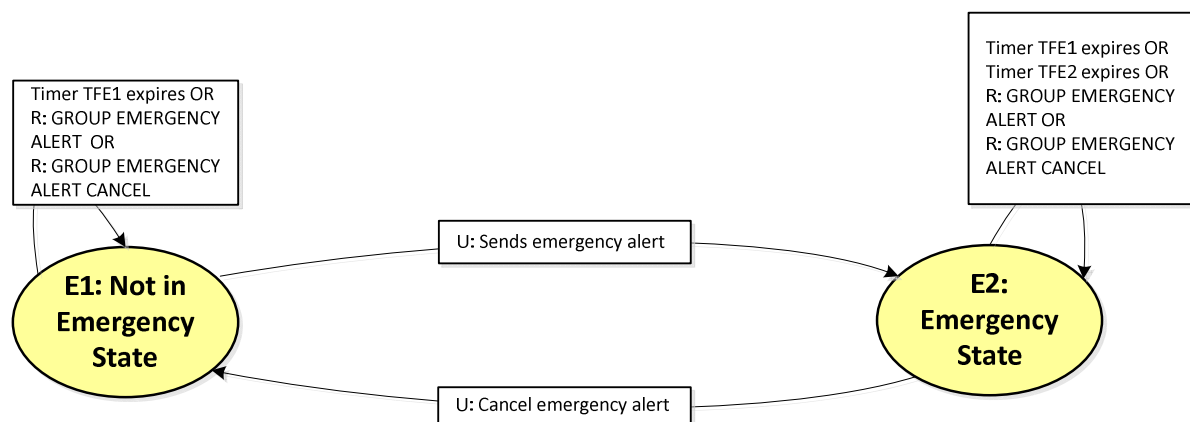 Timer TFE1 expires OR
R: GROUP EMERGENCY
ALERT OR
R: GROUP EMERGENCY
ALERT CANCEL
Timer TFE1 expires OR
Timer TFE2 expires OR
R: GROUP EMERGENCY
ALERT OR
R: GROUP EMERGENCY
ALERT CANCEL
U: Sends emergency alert
E1: Not in
Emergency
State
E2:
Emergency
State
U: Cancel emergency alert